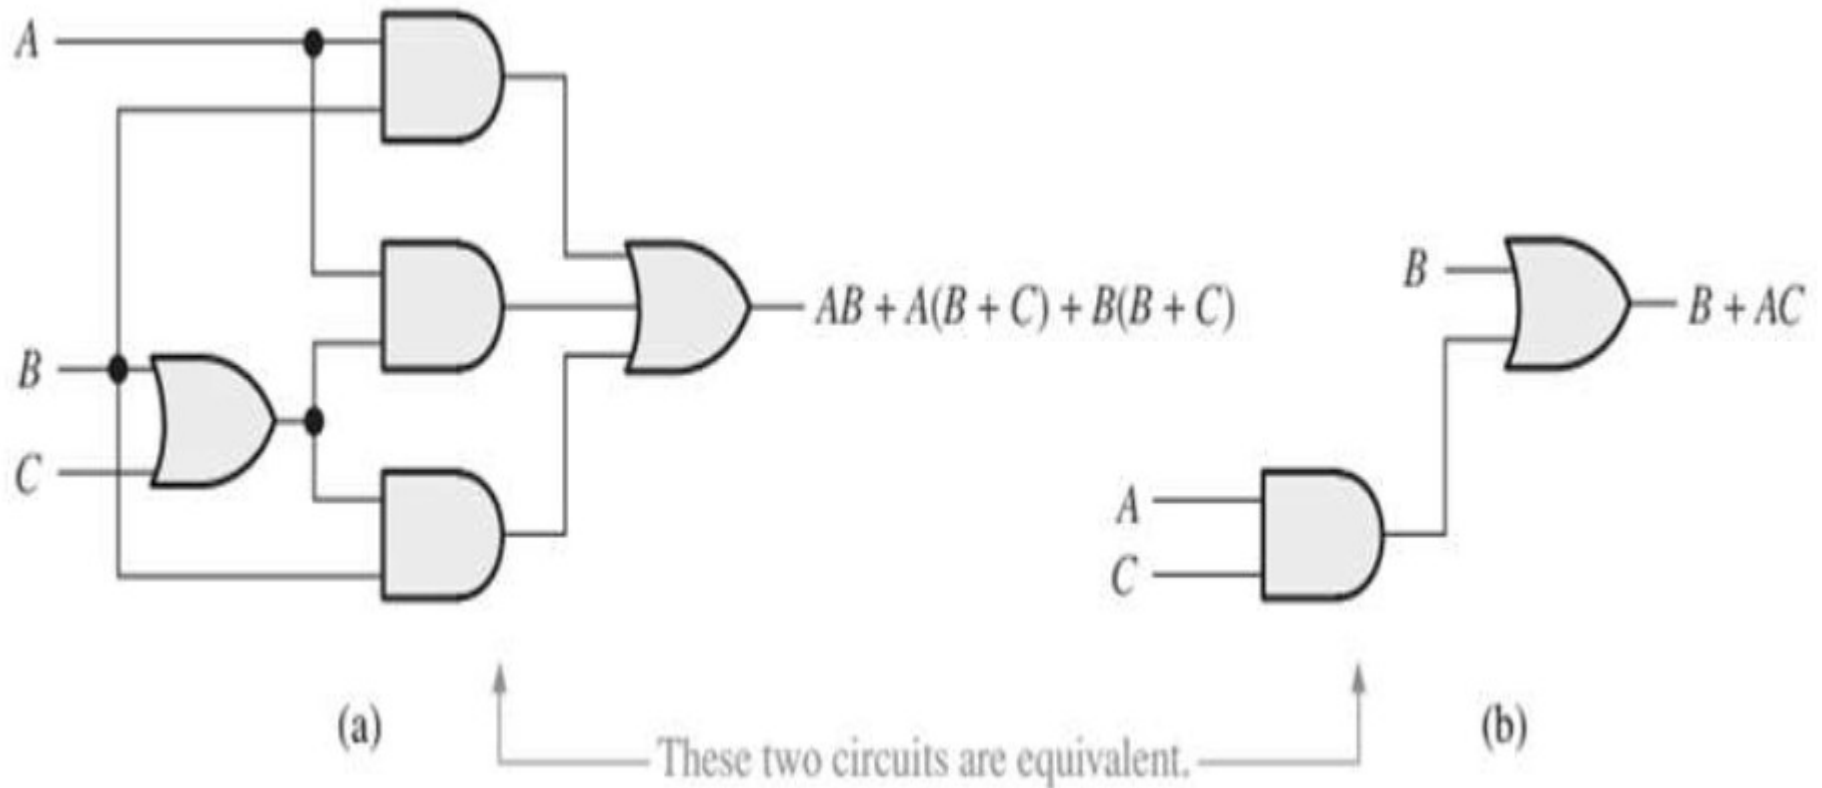 A
B
C
AB + A(B + C) + B(B + C)
B
B + AC
A
C
(a)
(b)
These two circuits are equivalent.